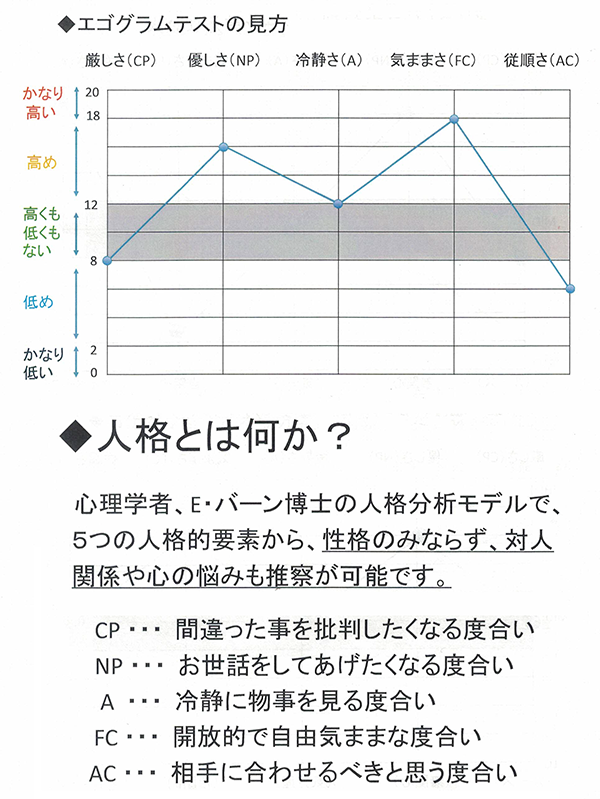 ◆エゴグラムテストの見方
厳しさ（CP） 優しさ（NP） 冷静さ（A） 気ままさ（FC） 従順さ（AC）
かなり
高い
20
18
高め
12
高くも
低くも
ない
8
低め
かなり
低い
2
0
◆人格とは何か？
心理学者、E・バーン博士の人格分析モデルで、
５つの人格的要素から、性格のみならず、対人
関係や心の悩みも推察が可能です。
CP ・・・ 間違った事を批判したくなる度合い
NP ・・・ お世話をしてあげたくなる度合い
A ・・・ 冷静に物事を見る度合い
FC ・・・ 開放的で自由気ままな度合い
AC ・・・ 相手に合わせるべきと思う度合い